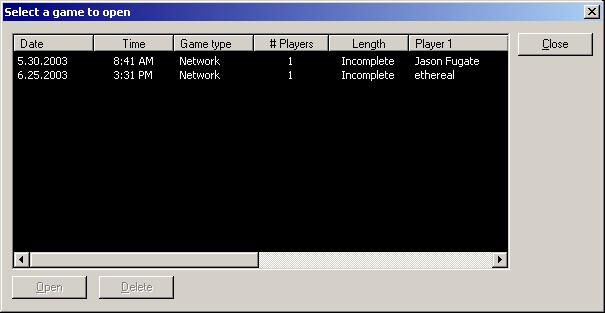 Select a game to open
Date Time Game type # Players Length Player 1
5.30.2003 8:41 AM Network 1 Incomplete Jason Fugate
6.25.2003 3:31 PM Network 1 Incomplete ethereal
Close
Open Delete